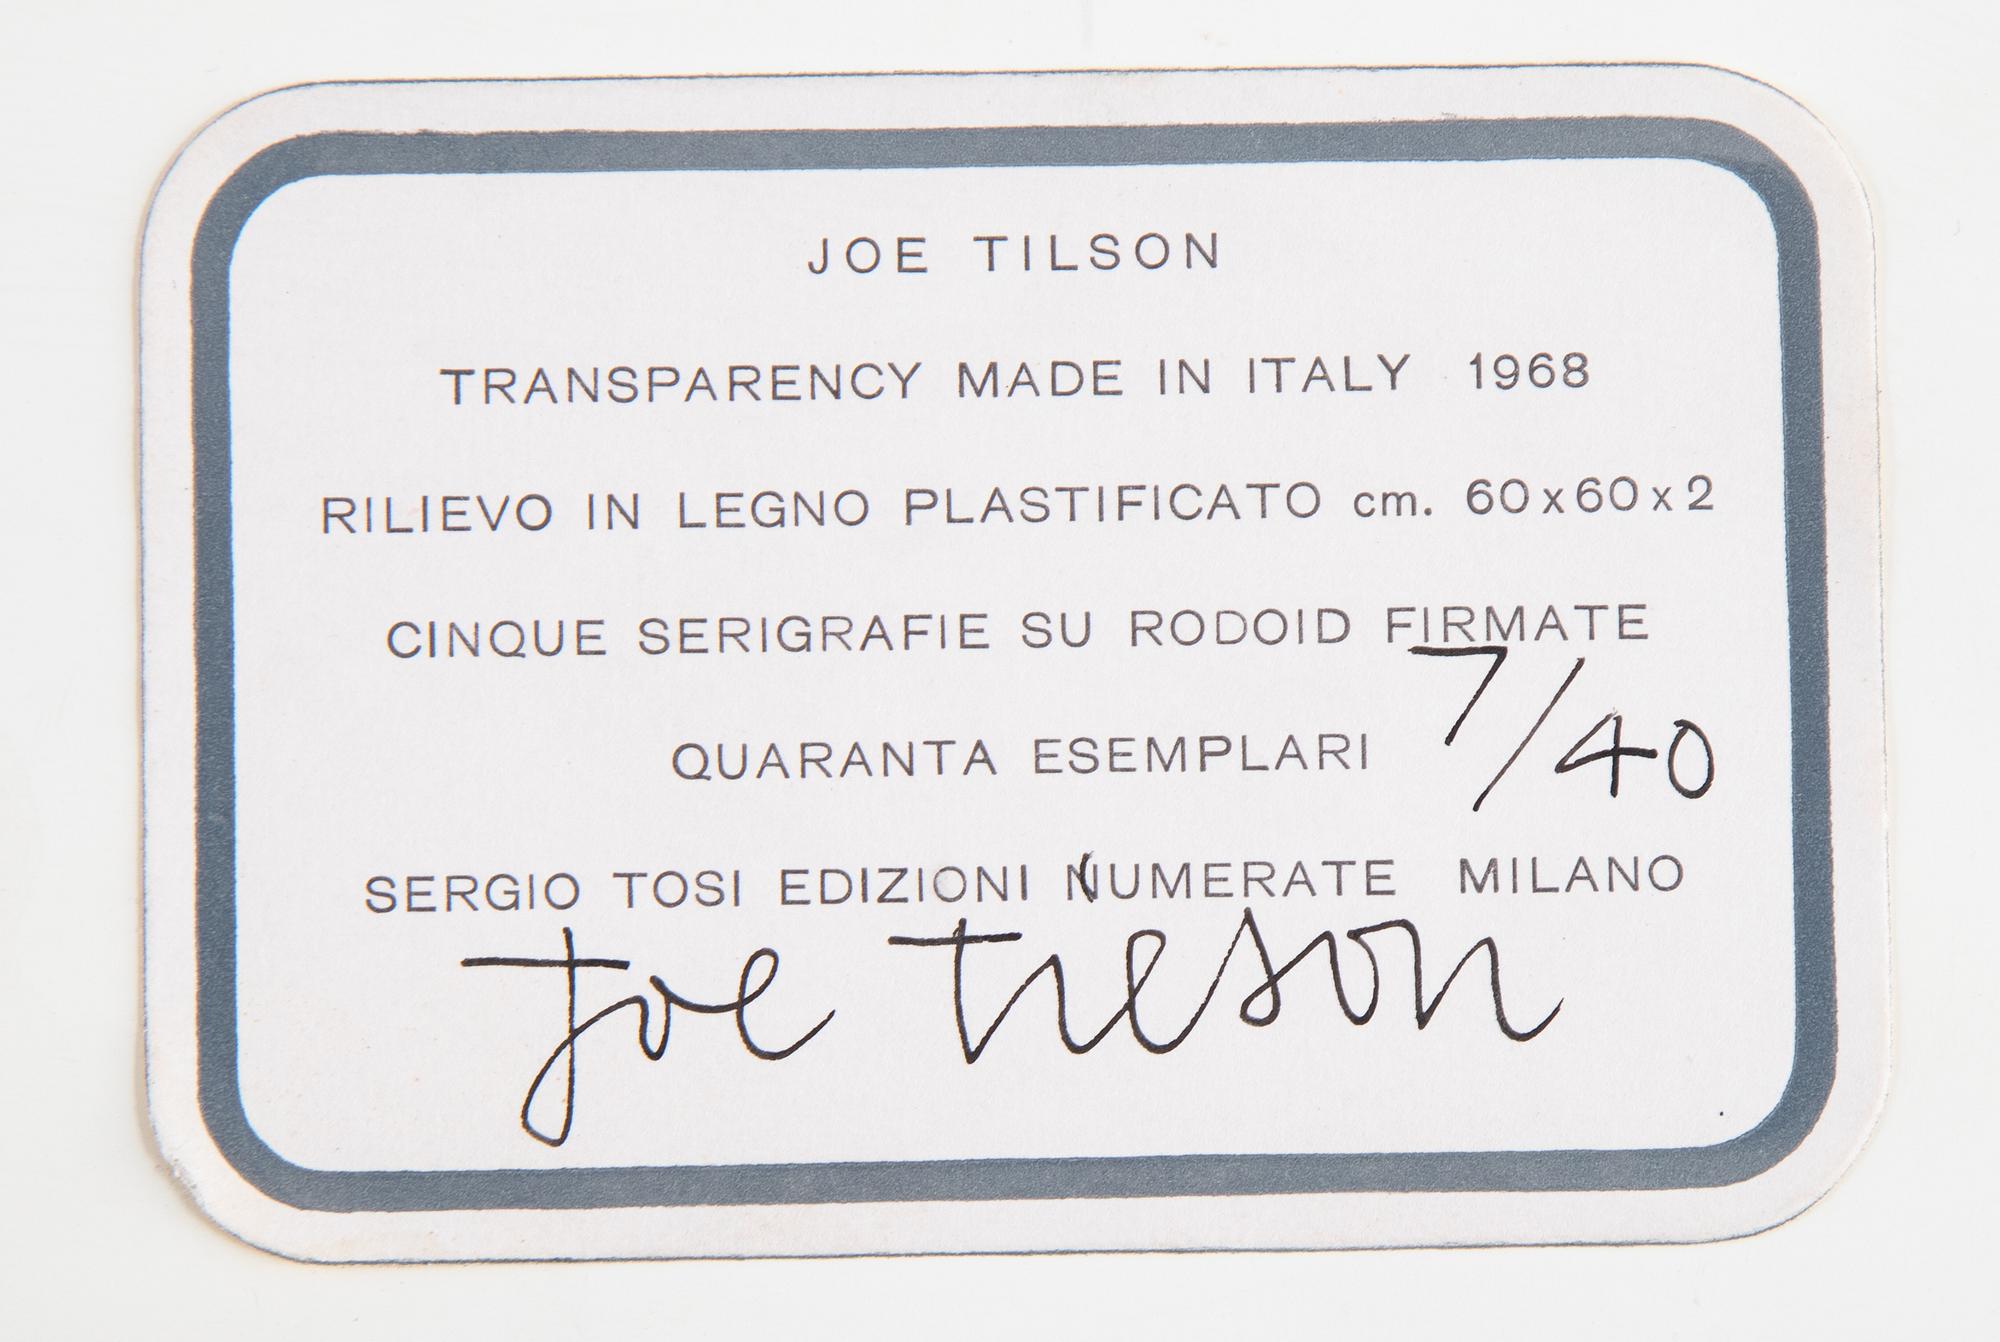 JOE TILSON
TRANSPARENCY MADE IN ITALY 1968
RILIEVO IN LEGNO PLASTIFICATO cm. 60x60x2
CINQUE SERIGRAFIE SU RODOID FIRMATE
QUARANTA ESEMPLARI 7/40
SERGIO TOSI EDIZIONI NUMERATE MILANO
Joe Tilson